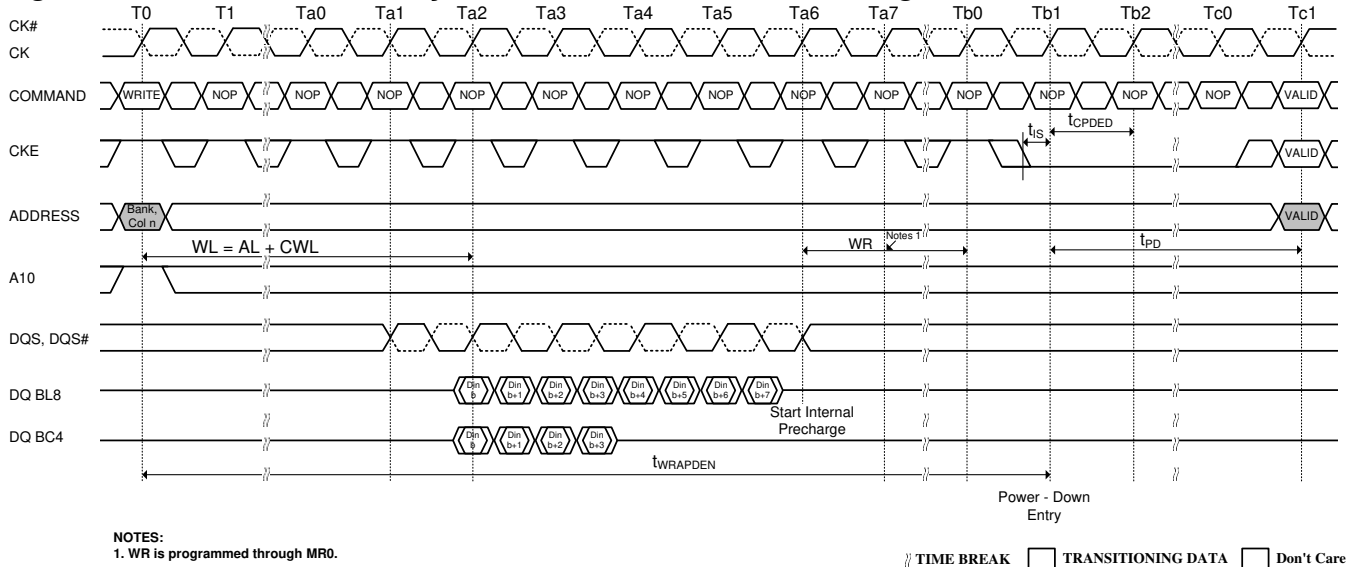 T0 T1 Ta0 Ta1 Ta2 Ta3 Ta4 Ta5 Ta6 Ta7 Tb0 Tb1 Tb2 Tc0 Tc1
CK#
CK
COMMAND WRITE NOP NOP NOP NOP NOP NOP NOP NOP NOP NOP NOP NOP NOP VALID
tIS tCPDED
CKE VALID
ADDRESS Bank, Col n VALID
WL = AL + CWL WR Notes 1 tPD
A10
DQS, DQS#
DQ BL8 Din b Din b+1 Din b+2 Din b+3 Din b+4 Din b+5 Din b+6 Din b+7
Start Internal
Precharge
DQ BC4 Din b Din b+1 Din b+2 Din b+3
tWRAPDEN
Power - Down
Entry
NOTES:
1. WR is programmed through MR0.
TIME BREAK TRANSITIONING DATA Don't Care